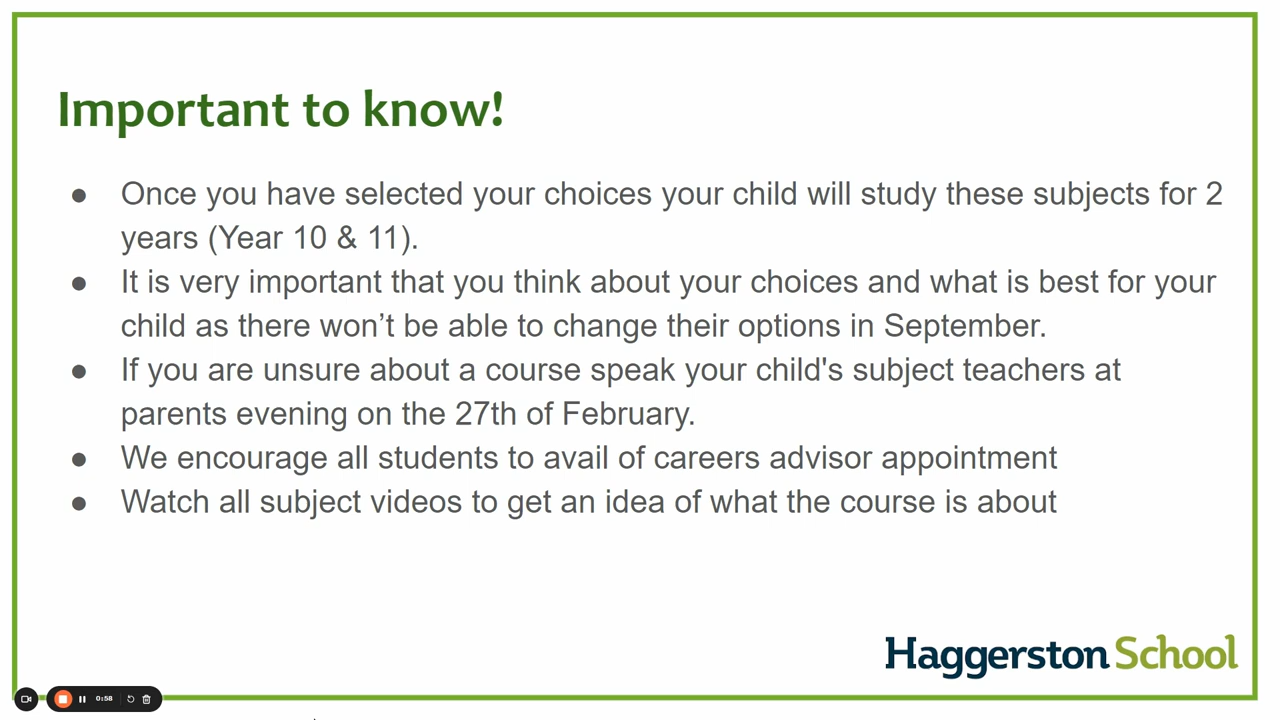 Important to know!
● Once you have selected your choices your child will study these subjects for 2
years (Year 10 & 11).
● It is very important that you think about your choices and what is best for your
child as there won’t be able to change their options in September.
● If you are unsure about a course speak your child's subject teachers at
parents evening on the 27th of February.
● We encourage all students to avail of careers advisor appointment
● Watch all subject videos to get an idea of what the course is about
Haggerston School
0:58